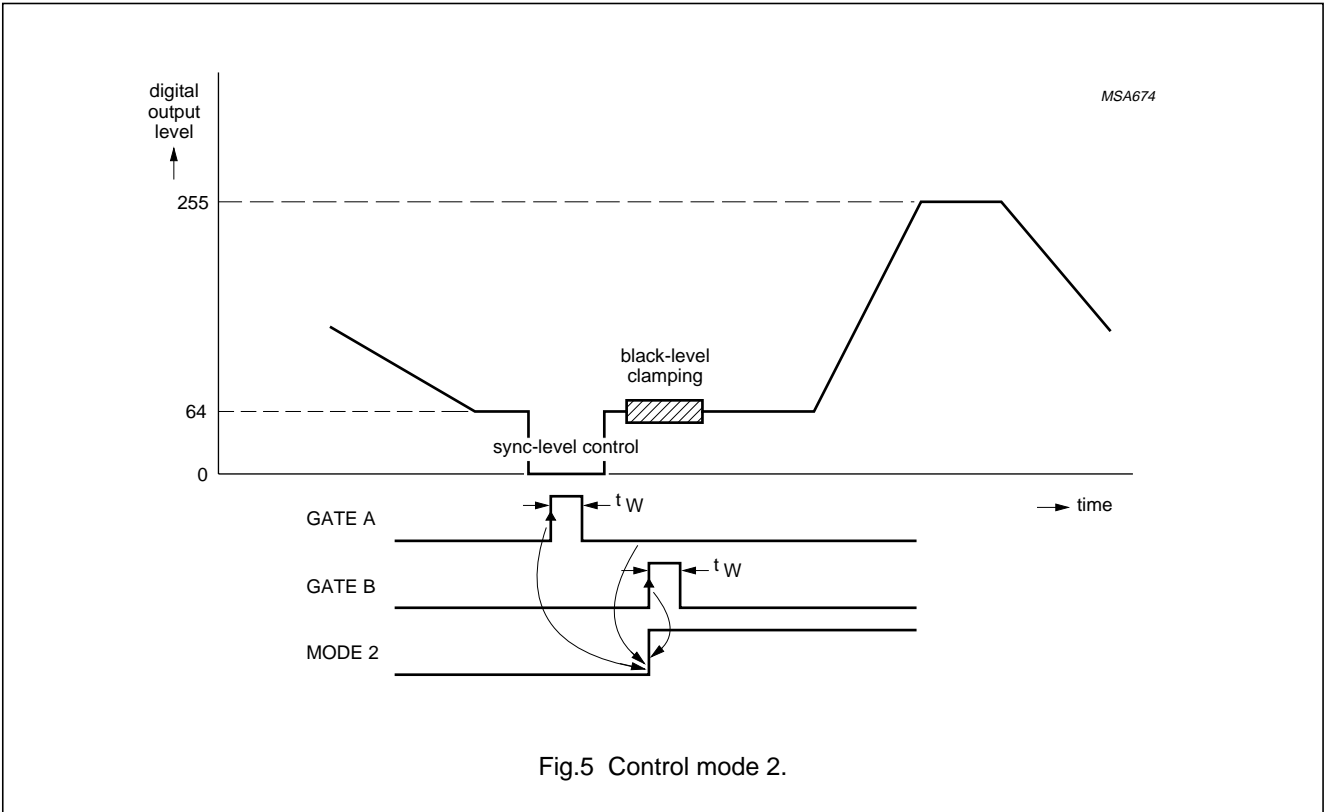 digital
output
level
MSA674
255
black-level
clamping
64
sync-level control
0
time
GATE A
t W
GATE B
t W
MODE 2
Fig.5 Control mode 2.